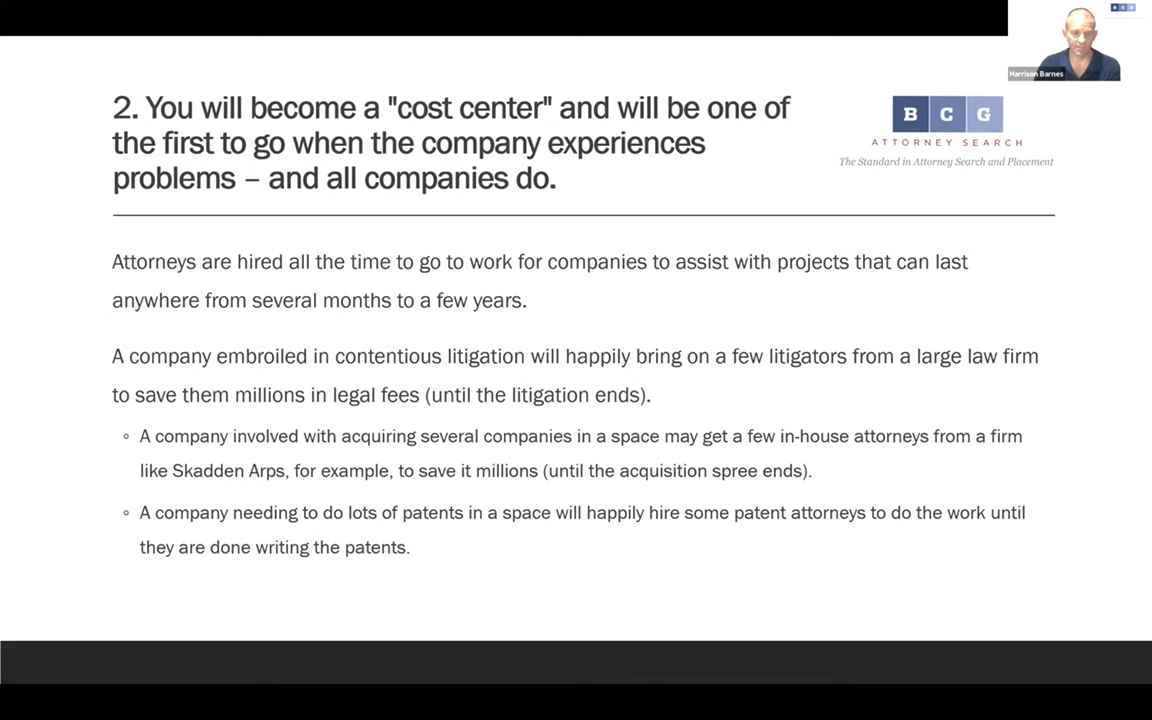 2. You will become a "cost center" and will be one of
the first to go when the company experiences
problems – and all companies do.
B C G
ATTORNEY SEARCH
The Standard in Attorney Search and Placement
B C G
Harrison Barnes
Attorneys are hired all the time to go to work for companies to assist with projects that can last
anywhere from several months to a few years.
A company embroiled in contentious litigation will happily bring on a few litigators from a large law firm
to save them millions in legal fees (until the litigation ends).
◦ A company involved with acquiring several companies in a space may get a few in-house attorneys from a firm
like Skadden Arps, for example, to save it millions (until the acquisition spree ends).
◦ A company needing to do lots of patents in a space will happily hire some patent attorneys to do the work until
they are done writing the patents.